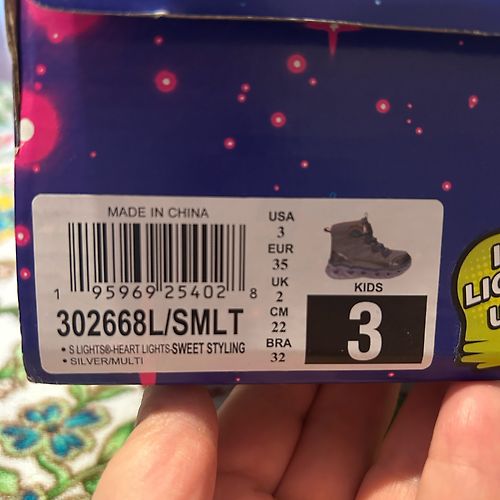 MADE IN CHINA
1 95969 25402 8
302668L/SMLT
• S LIGHTS®-HEART LIGHTS-SWEET STYLING
• SILVER/MULTI
USA
3
EUR
35
UK
2
CM
22
BRA
32
KIDS
3